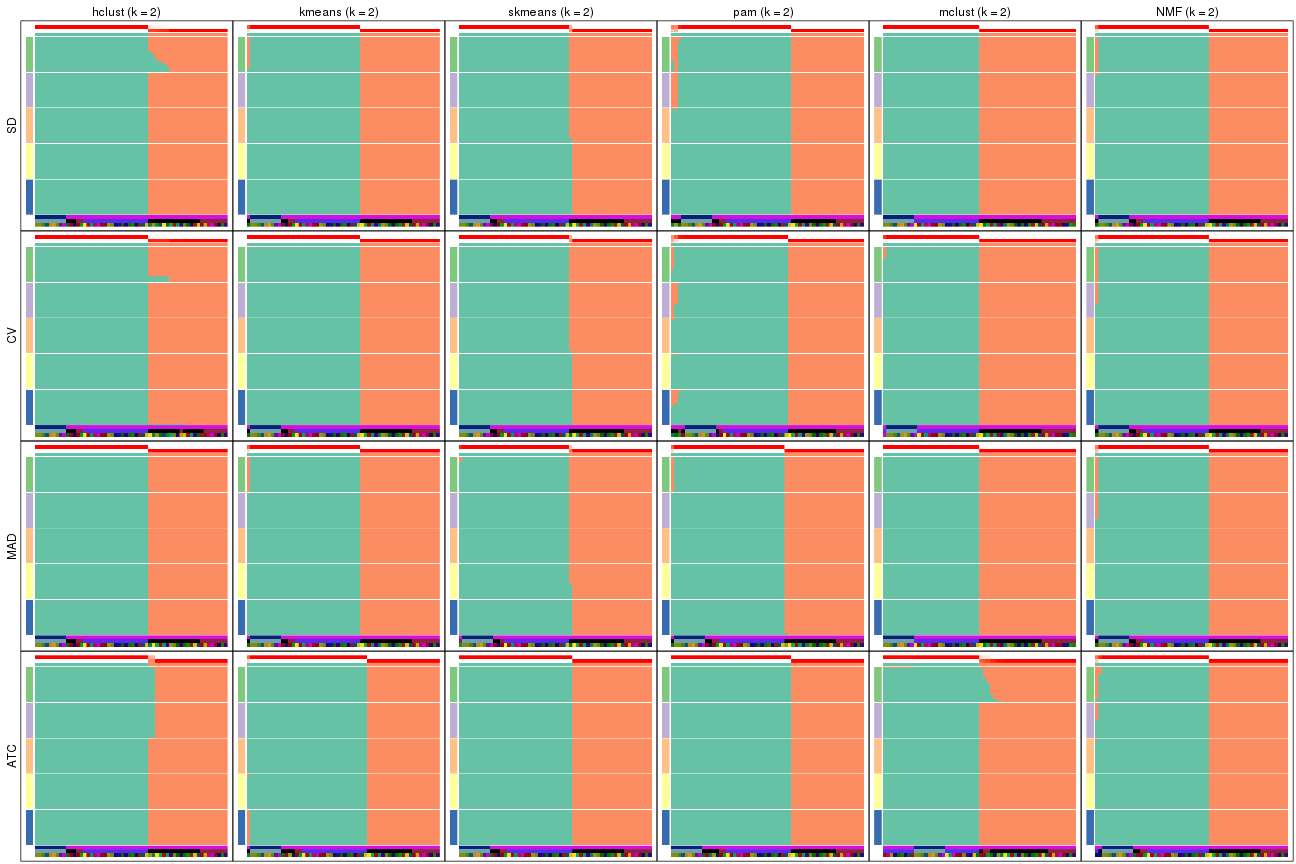 hclust (k = 2)
kmeans (k = 2)
skmeans (k = 2)
pam (k = 2)
mclust (k = 2)
NMF (k = 2)
SD
CV
MAD
ATC